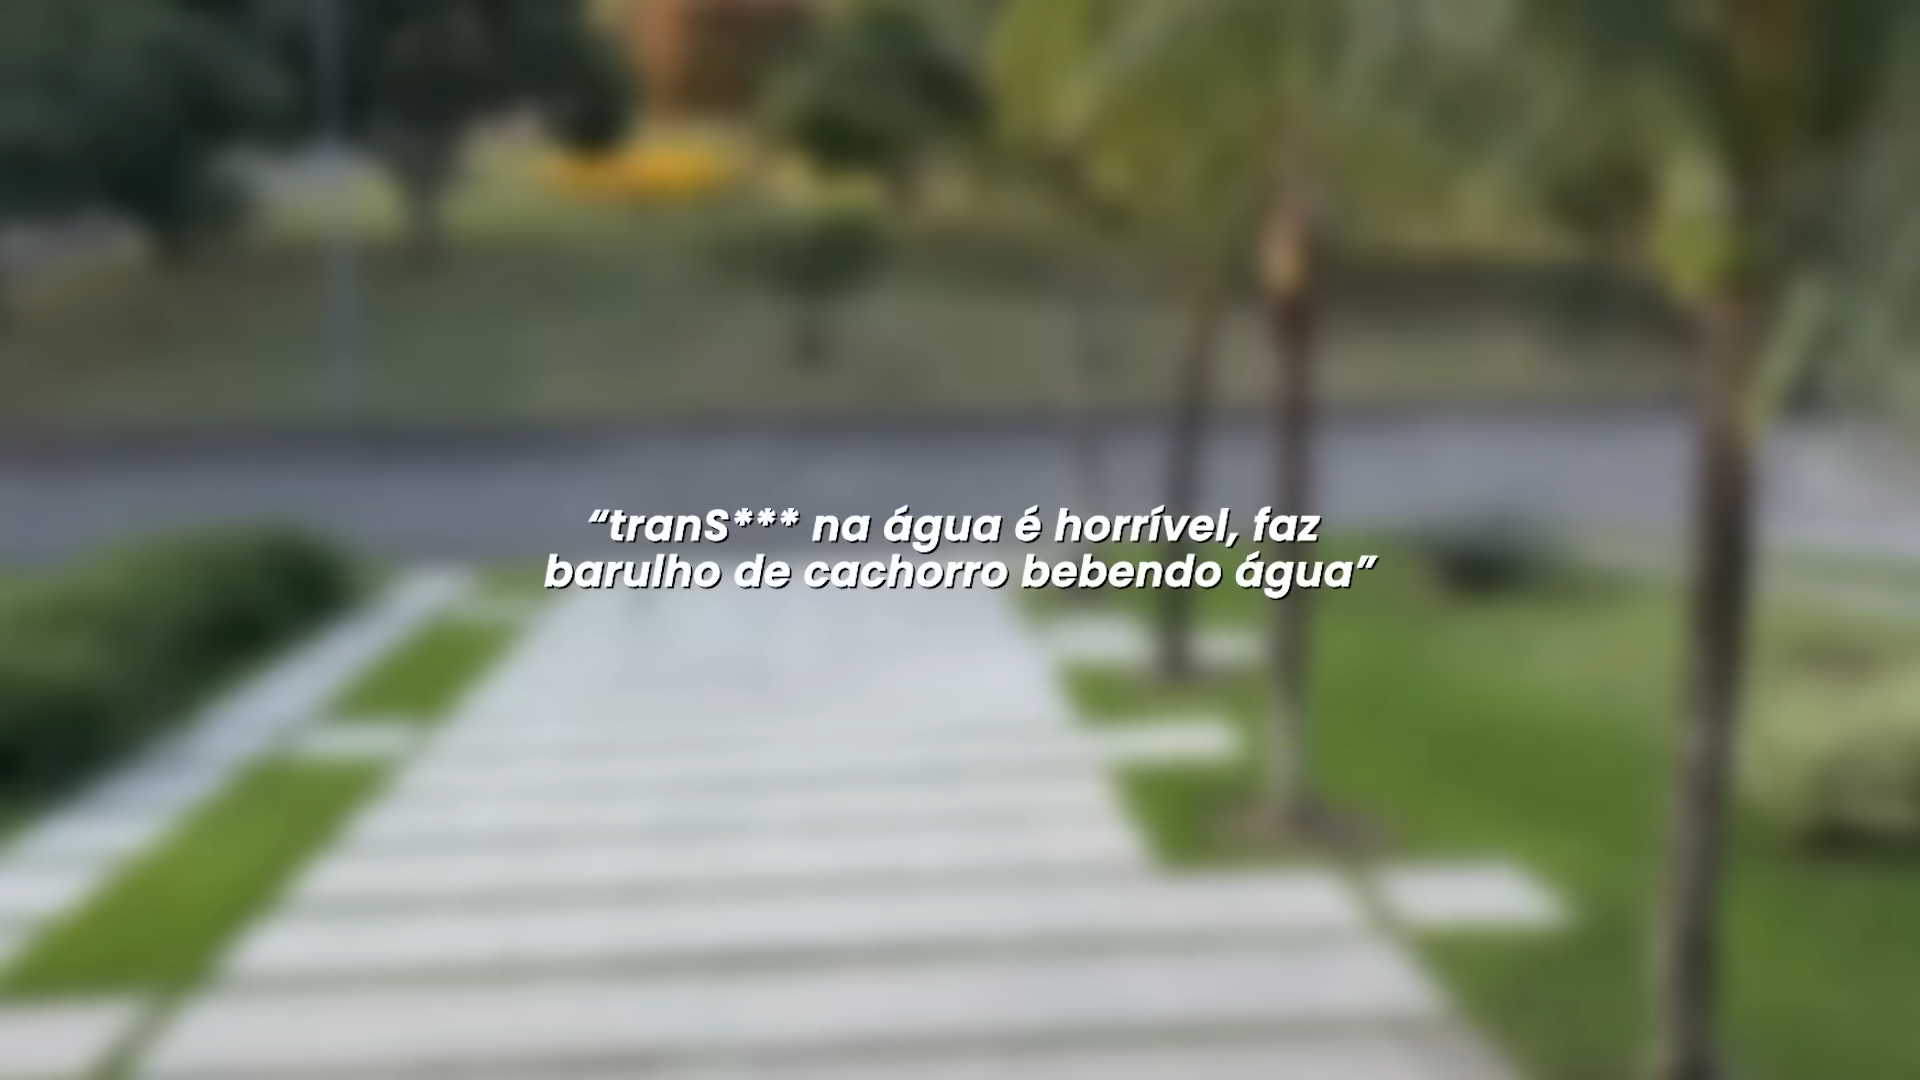 “tranS*** na água é horrível, faz
barulho de cachorro bebendo água”